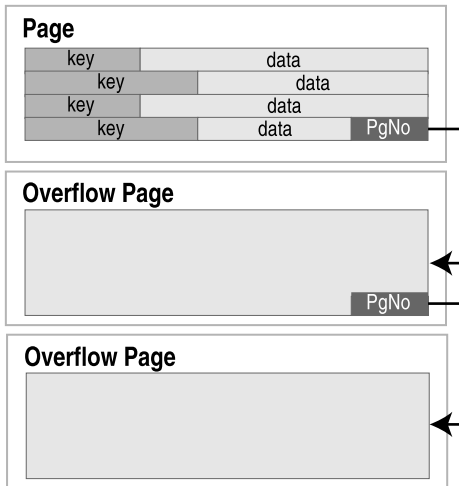 Page
key data
key data
key data
key data PgNo
Overflow Page
PgNo
Overflow Page